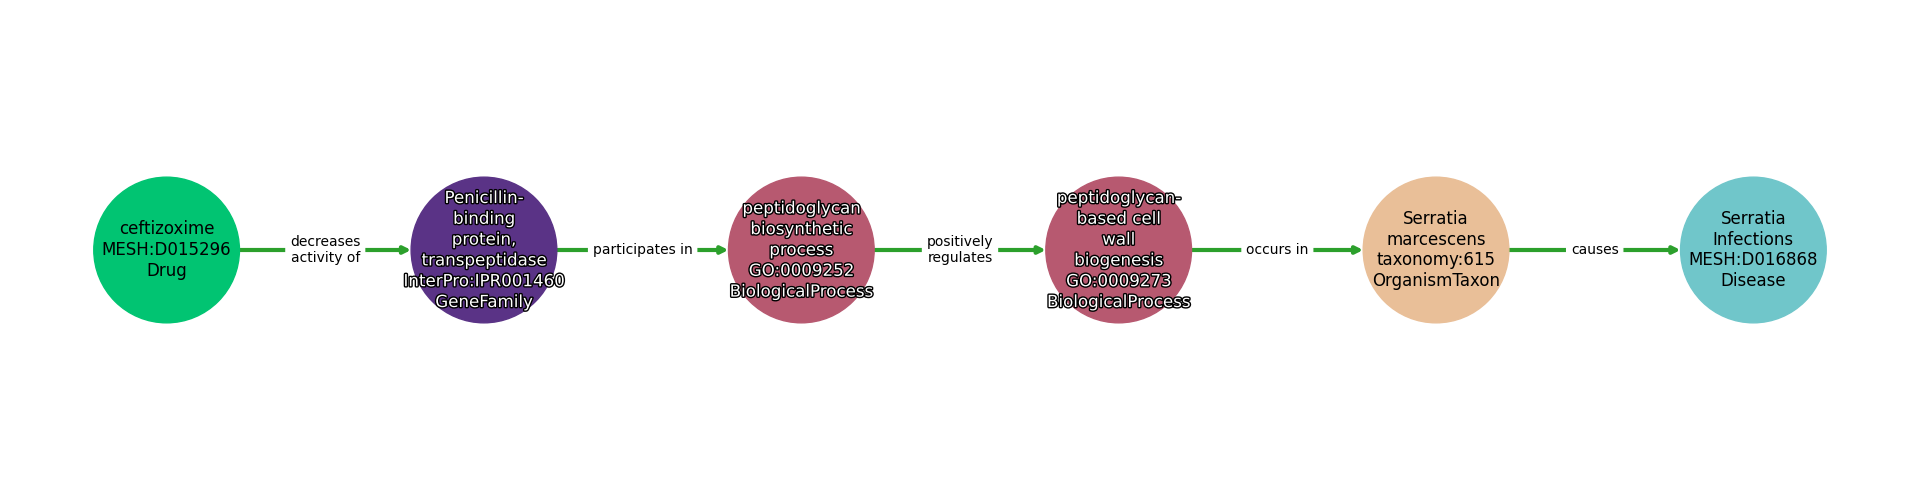 ceftizoxime
MESH:D015296
Drug
decreases
activity of
Penicillin-
binding
protein,
transpeptidase
InterPro:IPR001460
GeneFamily
participates in
peptidoglycan
biosynthetic
process
GO:0009252
BiologicalProcess
positively
regulates
peptidoglycan-
based cell
wall
biogenesis
GO:0009273
BiologicalProcess
occurs in
Serratia
marcescens
taxonomy:615
OrganismTaxon
causes
Serratia
Infections
MESH:D016868
Disease